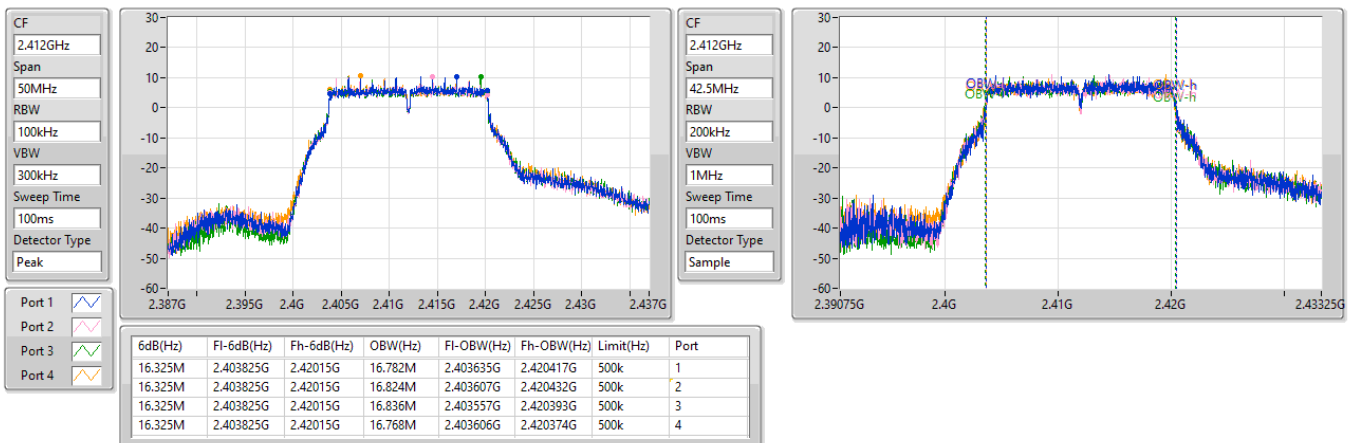 CF
2.412GHz
Span
50MHz
RBW
100kHz
VBW
300kHz
Sweep Time
100ms
Detector Type
Peak
30
20
10
0
-10
-20
-30
-40
-50
-60
2.387G 2.395G 2.4G 2.405G 2.41G 2.415G 2.42G 2.425G 2.43G 2.437G
CF
2.412GHz
Span
42.5MHz
RBW
200kHz
VBW
1MHz
Sweep Time
100ms
Detector Type
Sample
30
20
10
0
-10
-20
-30
-40
-50
-60
OBW-h
OBW-h
2.39075G 2.4G 2.41G 2.42G 2.43325G
Port 1
Port 2
Port 3
Port 4
6dB(Hz) Fl-6dB(Hz) Fh-6dB(Hz) OBW(Hz) Fl-OBW(Hz) Fh-OBW(Hz) Limit(Hz) Port
16.325M 2.403825G 2.42015G 16.782M 2.403635G 2.420417G 500k 1
16.325M 2.403825G 2.42015G 16.824M 2.403607G 2.420432G 500k 2
16.325M 2.403825G 2.42015G 16.836M 2.403557G 2.420393G 500k 3
16.325M 2.403825G 2.42015G 16.768M 2.403606G 2.420374G 500k 4